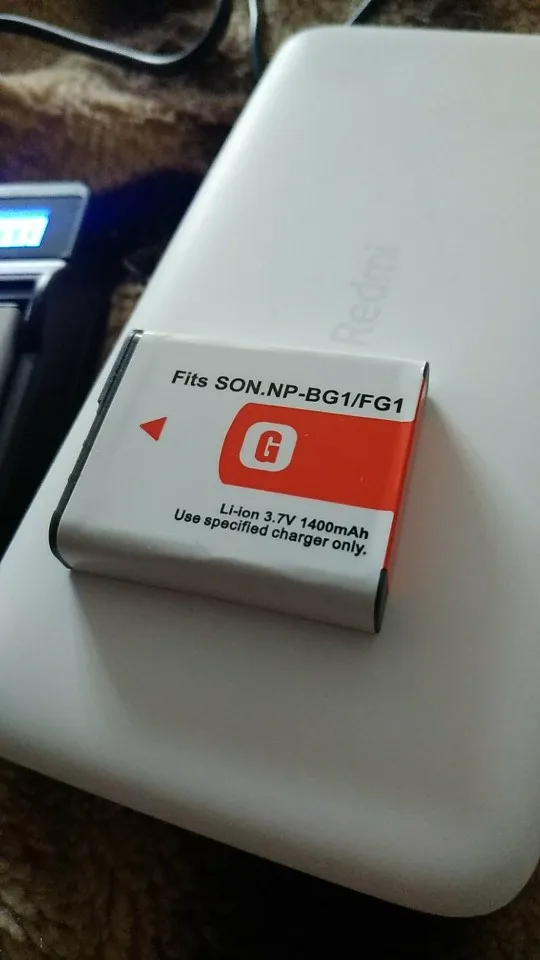 Redmi
Fits SON.NP-BG1/FG1
G
Li-ion 3.7V 1400mAh
Use specified charger only.